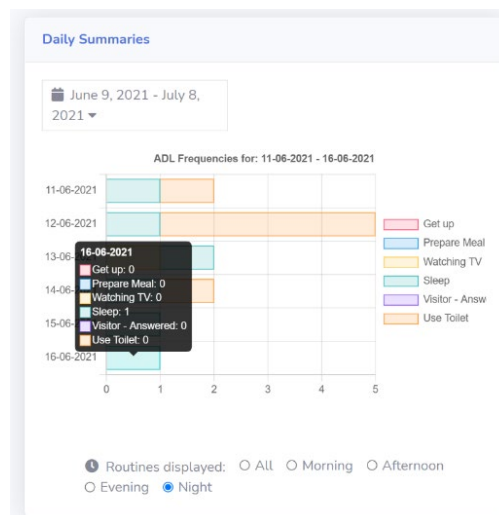 Daily Summaries
June 9, 2021 - July 8,
2021
ADL Frequencies for: 11-06-2021 - 16-06-2021
11-06-2021
12-06-2021
13-06
14-06
15-06
16-06-2021
16-06-2021
Get up: 0
Prepare Meal: 0
Watching TV: 0
Sleep: 1
Visitor - Answered: 0
Use Toilet: 0
0 1 2 3 4 5
Get up
Prepare Meal
Watching TV
Sleep
Visitor - Answ
Use Toilet
Routines displayed: All Morning Afternoon
Evening Night